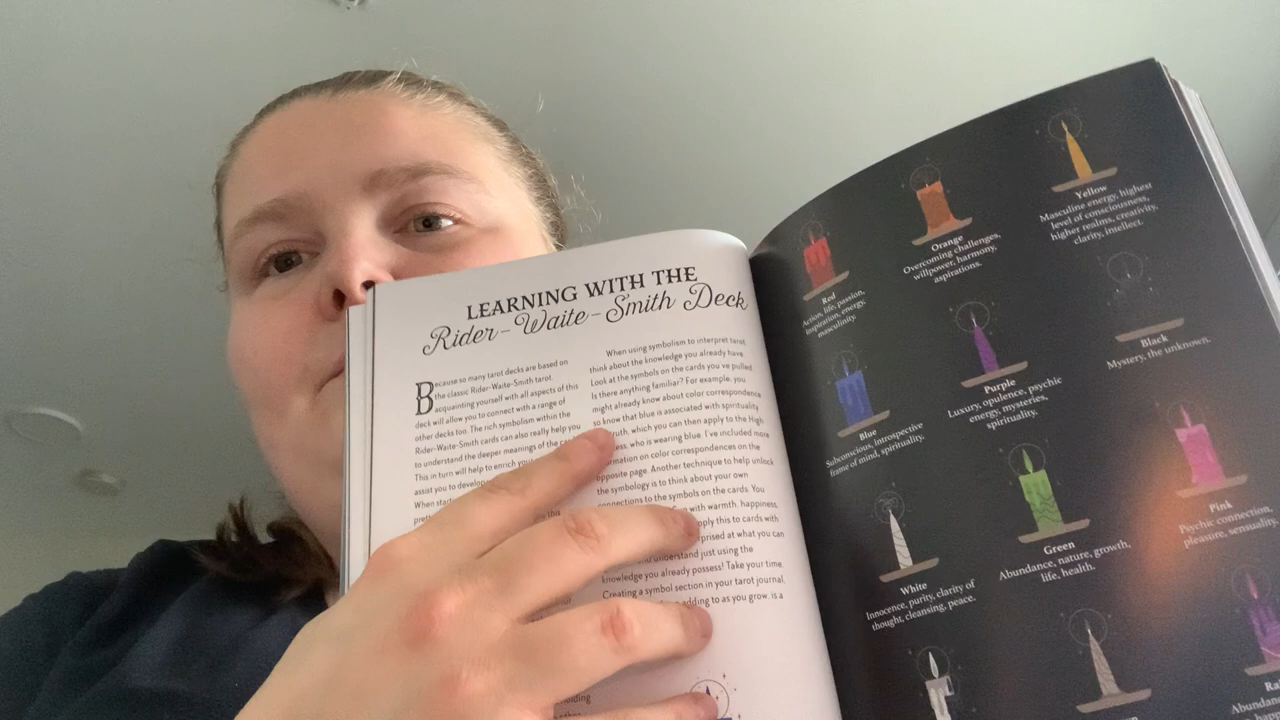 LEARNING WITH THE
Rider-Waite-Smith Deck
Because so many tarot decks are based on
the classic Rider-Waite-Smith tarot,
acquainting yourself with all aspects of this
deck will allow you to connect with a range of
other decks too. The rich symbolism within the
Rider-Waite-Smith cards can also really help you
to understand the deeper meanings of the
This in turn will help to enrich
assist you to
When
this
When using symbolism to interpret tarot,
think about the knowledge you already have.
Look at the symbols on the cards you've pulled.
Is there anything familiar? For example, you
might already know about color correspondence
so know that blue is associated with spirituality
truth, which you can then apply to the High
who is wearing blue. I've included more
on color correspondences on the
opposite page. Another technique to help unlock
the symbology is to think about your own
connections to the symbols on the cards. You
with warmth, happiness,
apply this to cards with
at what you can
understand just using the
knowledge you already possess! Take your time.
Creating a symbol section in your tarot journal,
adding to as you grow, is a
Red
Action, life, passion,
inspiration, energy,
masculinity.
Orange
Overcoming challenges,
willpower, harmony,
aspirations.
Yellow
Masculine energy, highest
level of consciousness,
higher realms, creativity,
clarity, intellect.
Blue
Subconscious, introspective
frame of mind, spirituality.
Purple
Luxury, opulence, psychic
energy, mysteries,
spirituality.
Black
Mystery, the unknown.
White
Innocence, purity, clarity of
thought, cleansing, peace.
Green
Abundance, nature, growth,
life, health.
Pink
Psychic connection,
pleasure, sensuality.